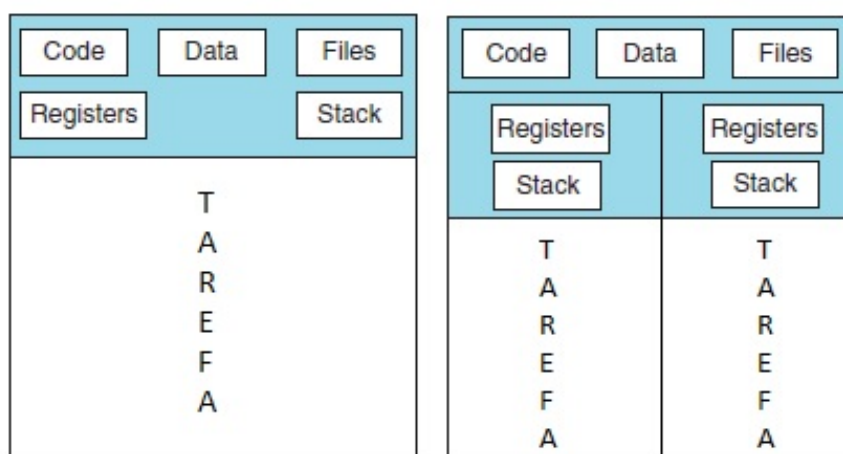 Code Data Files
Registers Stack
T
A
R
E
F
A
Code Data Files
Registers Registers
Stack Stack
T T
A A
R R
E E
F F
A A